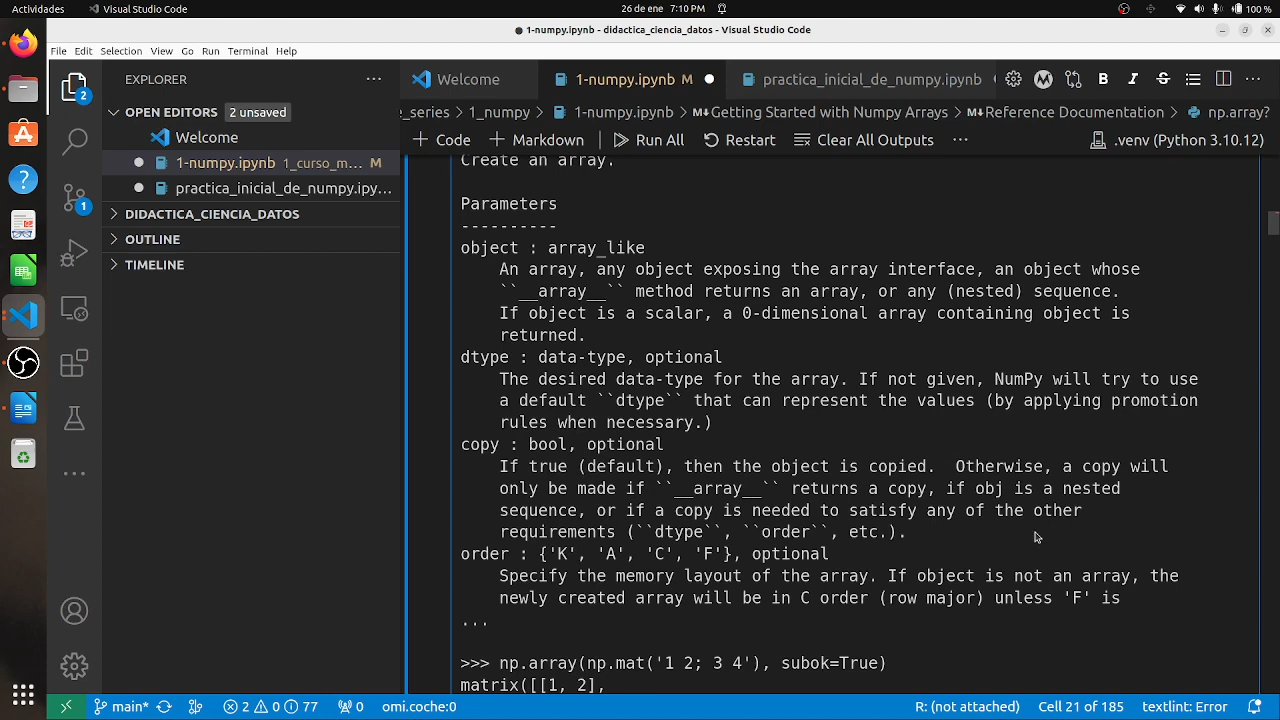 Actividades
Visual Studio Code
26 de ene 7:10 PM
100 %
1-numpy.ipynb - didactica_ciencia_datos - Visual Studio Code
File Edit Selection View Go Run Terminal Help
EXPLORER
OPEN EDITORS 2 unsaved
Welcome
1-numpy.ipynb 1_curso_m... M
practica_inicial_de_numpy.ipy...
DIDACTICA_CIENCIA_DATOS
OUTLINE
TIMELINE
2
1
Welcome
1-numpy.ipynb M
practica_inicial_de_numpy.ipynb
e_series > 1_numpy > 1-numpy.ipynb > Getting Started with Numpy Arrays > Reference Documentation > np.array?
+ Code + Markdown Run All Restart Clear All Outputs ... .venv (Python 3.10.12)
Create an array.
Parameters
----------
object : array_like
An array, any object exposing the array interface, an object whose
``__array__`` method returns an array, or any (nested) sequence.
If object is a scalar, a 0-dimensional array containing object is
returned.
dtype : data-type, optional
The desired data-type for the array. If not given, NumPy will try to use
a default ``dtype`` that can represent the values (by applying promotion
rules when necessary.)
copy : bool, optional
If true (default), then the object is copied.  Otherwise, a copy will
only be made if ``__array__`` returns a copy, if obj is a nested
sequence, or if a copy is needed to satisfy any of the other
requirements (``dtype``, ``order``, etc.).
order : {'K', 'A', 'C', 'F'}, optional
Specify the memory layout of the array. If object is not an array, the
newly created array will be in C order (row major) unless 'F' is
...
>>> np.array(np.mat('1 2; 3 4'), subok=True)
matrix([[1, 2],
main* 2 0 77 0 omi.coche:0 R: (not attached) Cell 21 of 185 textlint: Error